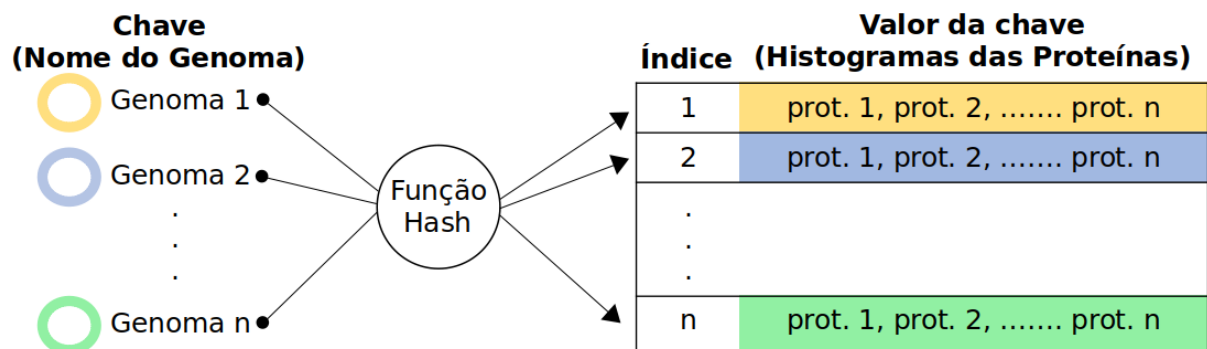 Chave
(Nome do Genoma)
Genoma 1
Genoma 2
.
.
.
Genoma n
Função
Hash
Índice
Valor da chave
(Histogramas das Proteínas)
1
prot. 1, prot. 2, ....... prot. n
2
prot. 1, prot. 2, ....... prot. n
.
.
.
n
prot. 1, prot. 2, ....... prot. n